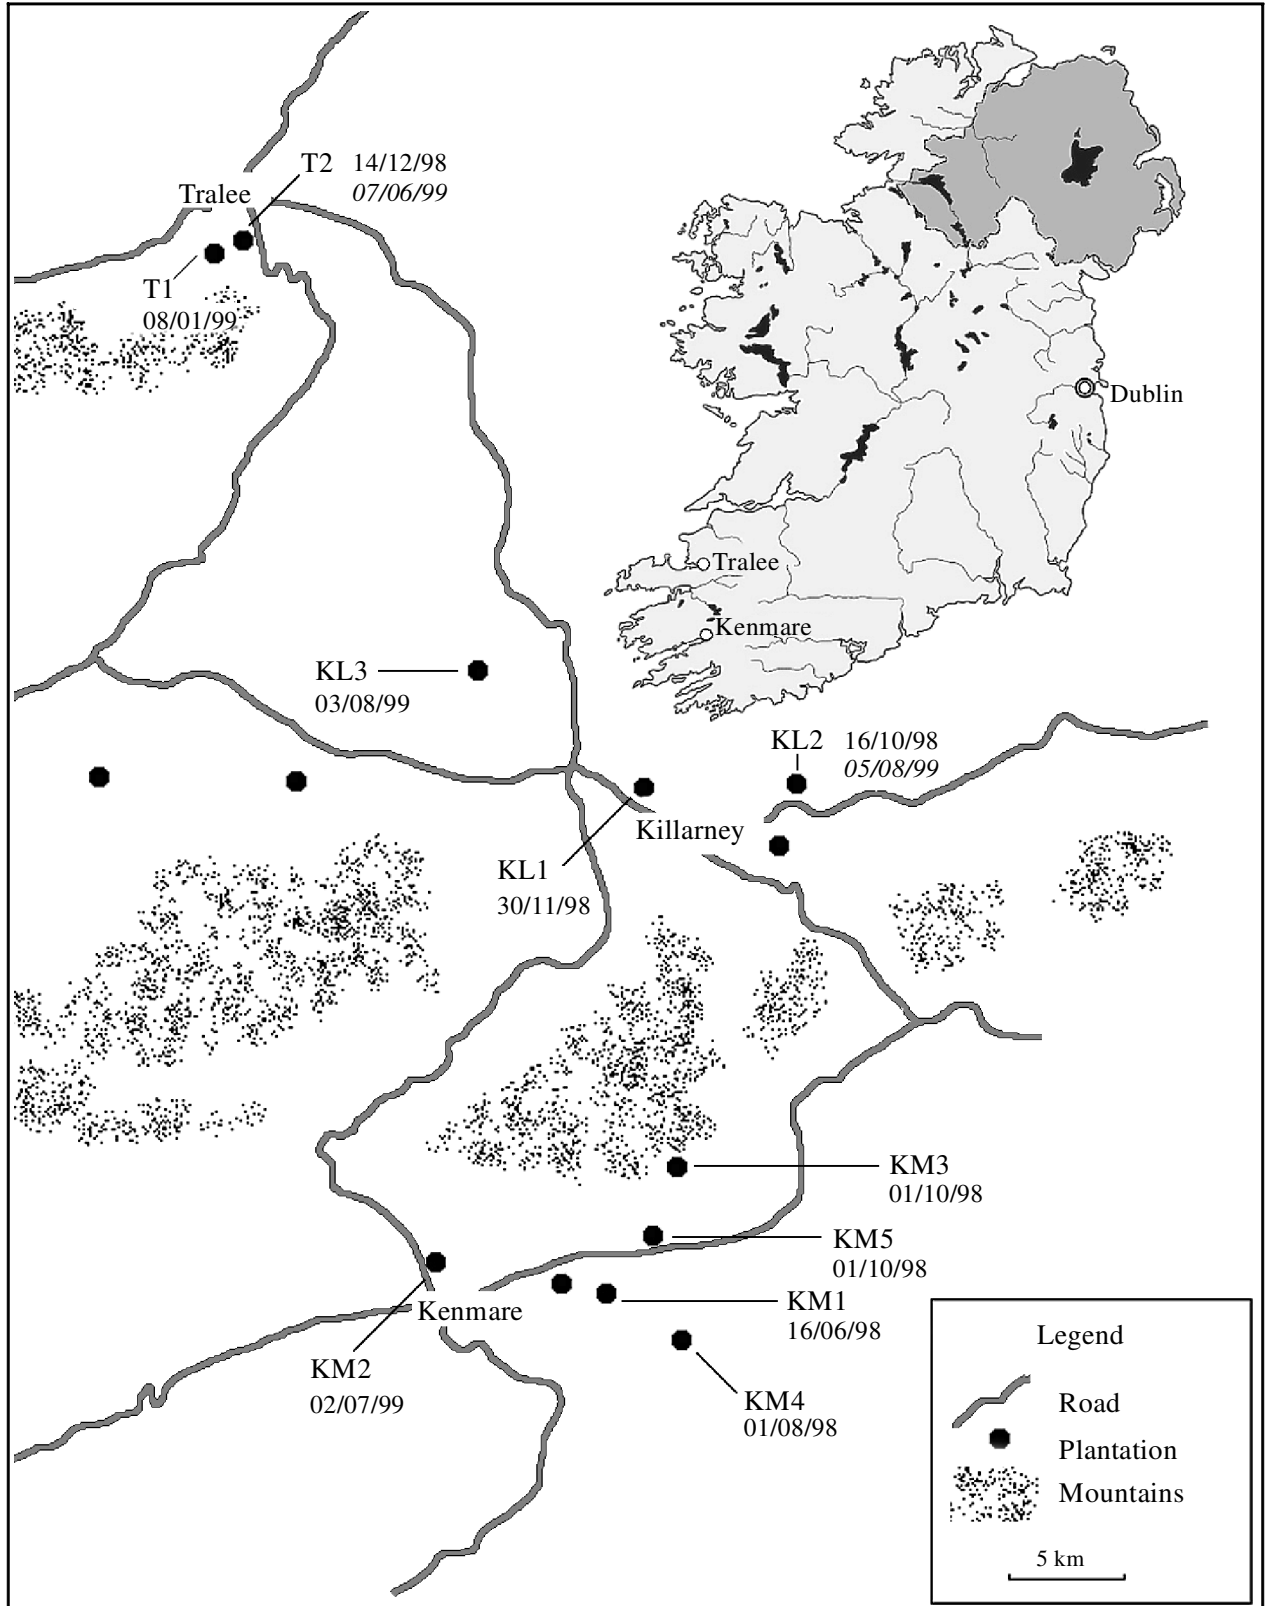 T2 14/12/98
07/06/99
Tralee
T1
08/01/99
Dublin
Tralee
Kenmare
KL3
03/08/99
KL2 16/10/98
05/08/99
Killarney
KL1
30/11/98
KM3
01/10/98
KM5
01/10/98
KM1
16/06/98
Kenmare
KM2
02/07/99
KM4
01/08/98
Legend
Road
Plantation
Mountains
5 km